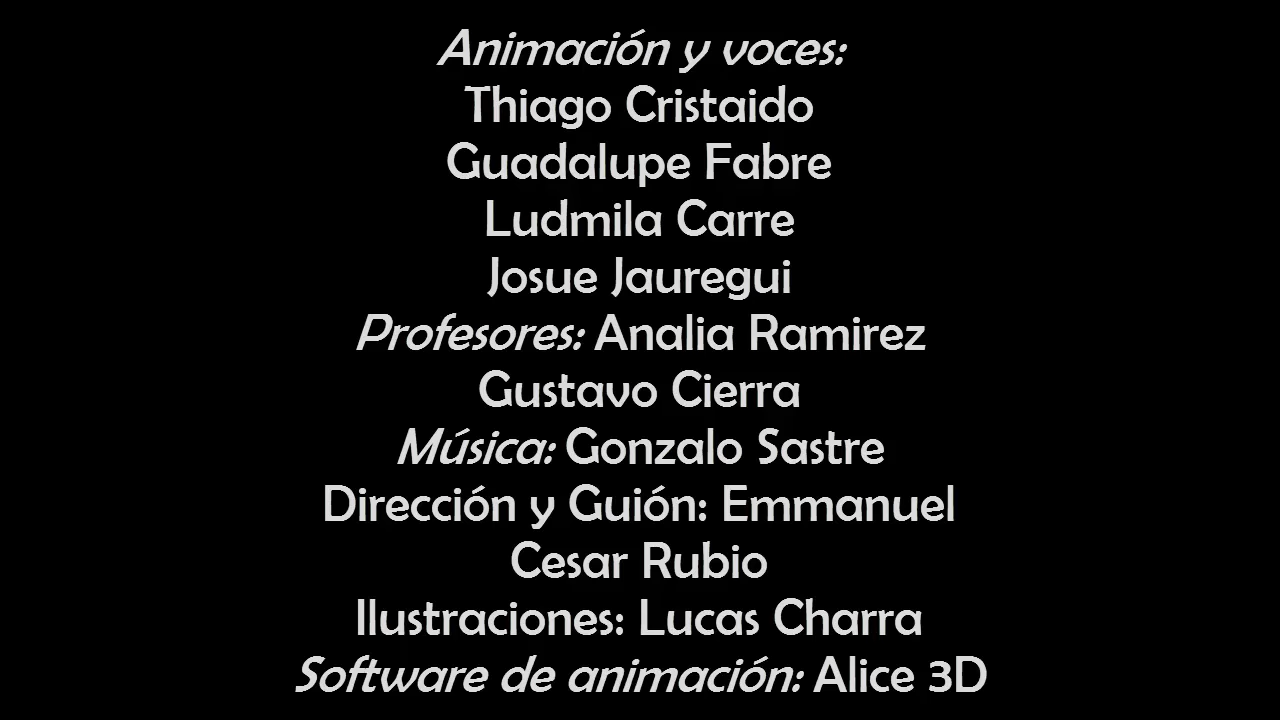 Animación y voces:
Thiago Cristaido
Guadalupe Fabre
Ludmila Carre
Josue Jauregui
Profesores: Analia Ramirez
Gustavo Cierra
Música: Gonzalo Sastre
Dirección y Guión: Emmanuel
Cesar Rubio
Ilustraciones: Lucas Charra
Software de animación: Alice 3D